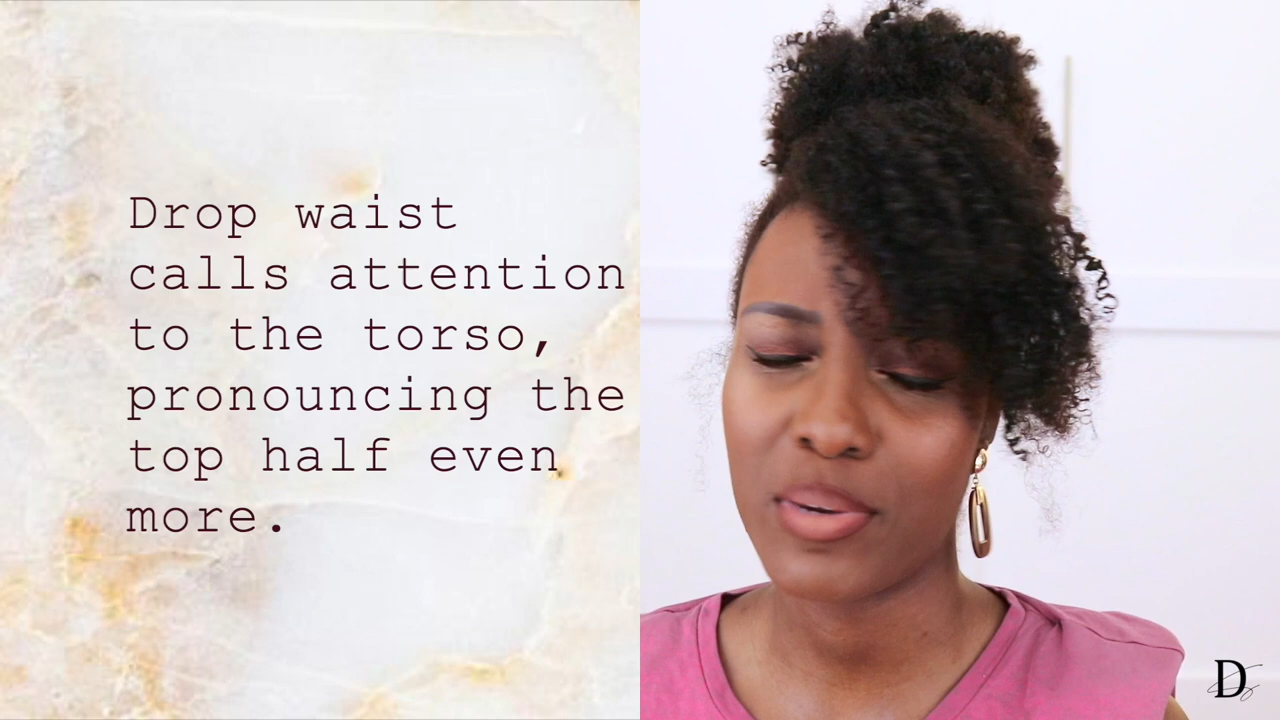 Drop waist
calls attention
to the torso,
pronouncing the
top half even
more.
D